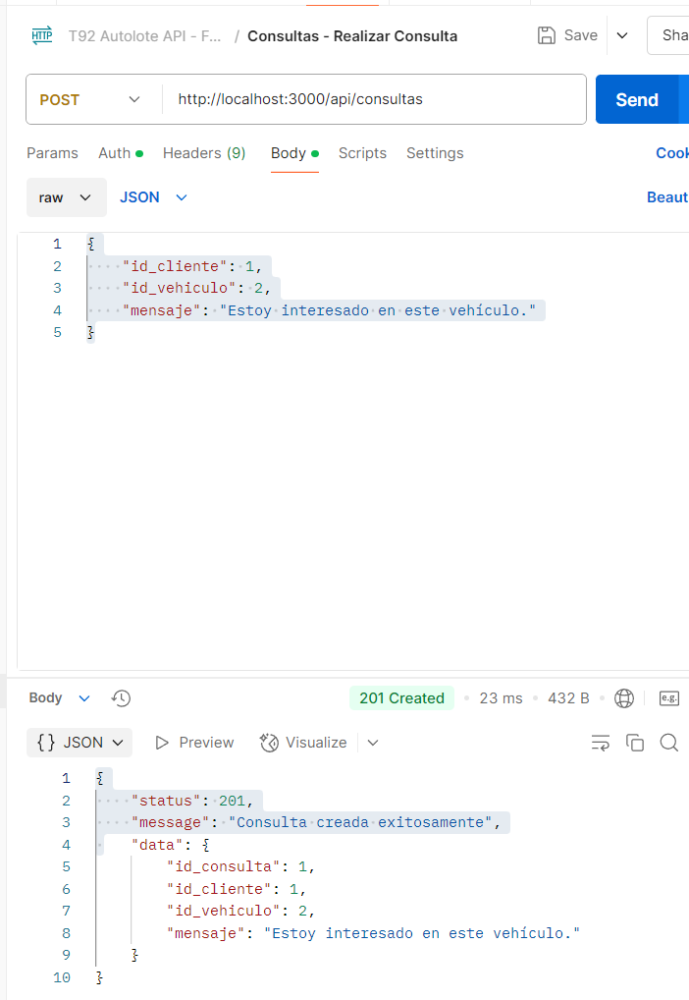 HTTP T92 Autolote API - F... / Consultas - Realizar Consulta Save Sha
POST http://localhost:3000/api/consultas Send
Params Auth Headers (9) Body Scripts Settings Cook
raw JSON Beaut
1 {
2 "id_cliente": 1,
3 "id_vehiculo": 2,
4 "mensaje": "Estoy interesado en este vehículo."
5 }
Body 201 Created 23 ms 432 B e.g.
{} JSON Preview Visualize
1 {
2 "status": 201,
3 "message": "Consulta creada exitosamente",
4 "data": {
5 "id_consulta": 1,
6 "id_cliente": 1,
7 "id_vehiculo": 2,
8 "mensaje": "Estoy interesado en este vehículo."
9 }
10 }